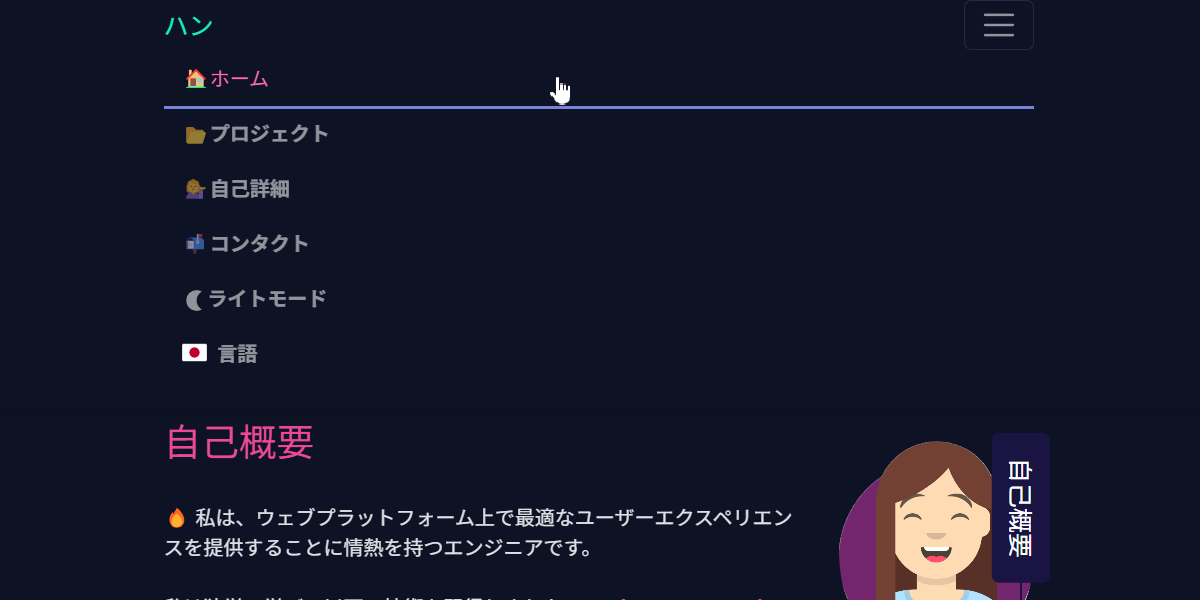 ハン
🏠ホーム
📂プロジェクト
💁自己詳細
📬コンタクト
ライトモード
言語
自己概要
🔥 私は、ウェブプラットフォーム上で最適なユーザーエクスペリエン
スを提供することに情熱を持つエンジニアです。
自己概要